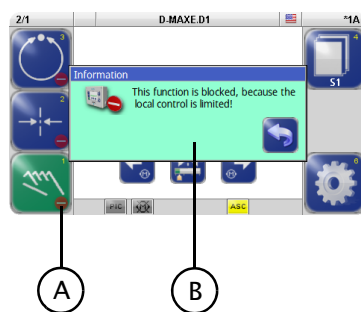 2/1 D-MAXE.D1 *1A
3
4
Information
This function is blocked, because the
local control is limited!
S1
2
1
6
PIC
ASC
A
B